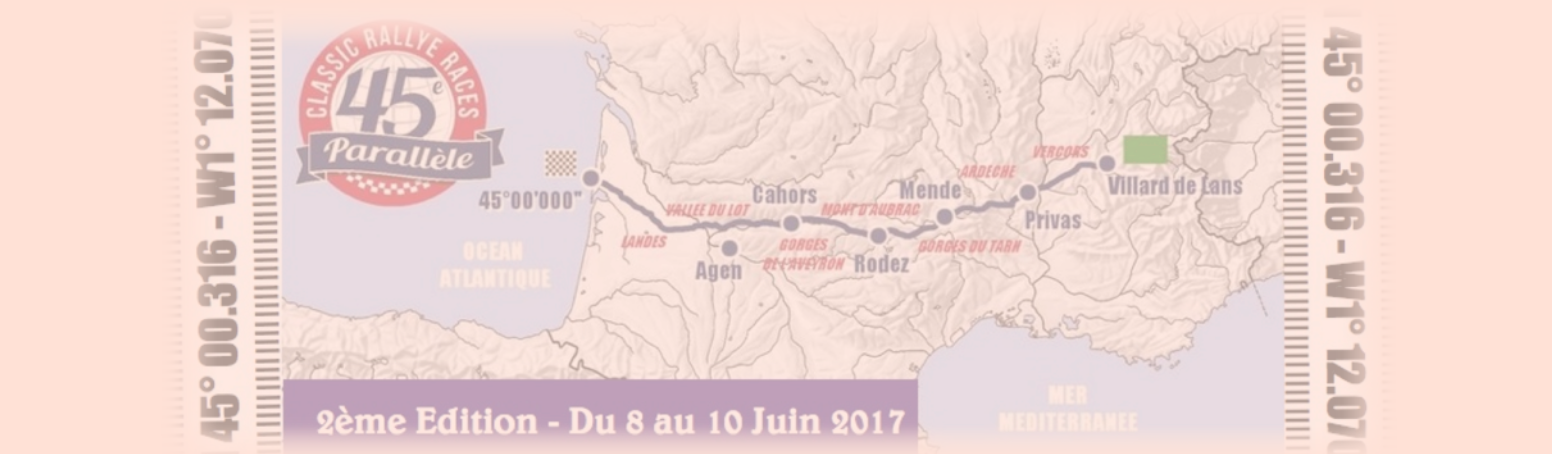 45° 00.316 - W1° 12.070
CLASSIC RALLYE RACES
45e
Parallèle
45°00'000"
OCEAN
ATLANTIQUE
LANDES
VALLEE DU LOT
Cahors
Agen
GORGES
DE L'AVEYRON
MONT D'AUBRAC
Rodez
Mende
GORGES DU TARN
ARDECHE
Privas
VERCORS
Villard de Lans
MER
MEDITERRANEE
2ème Edition - Du 8 au 10 Juin 2017
45° 00.316 - W1° 12.070